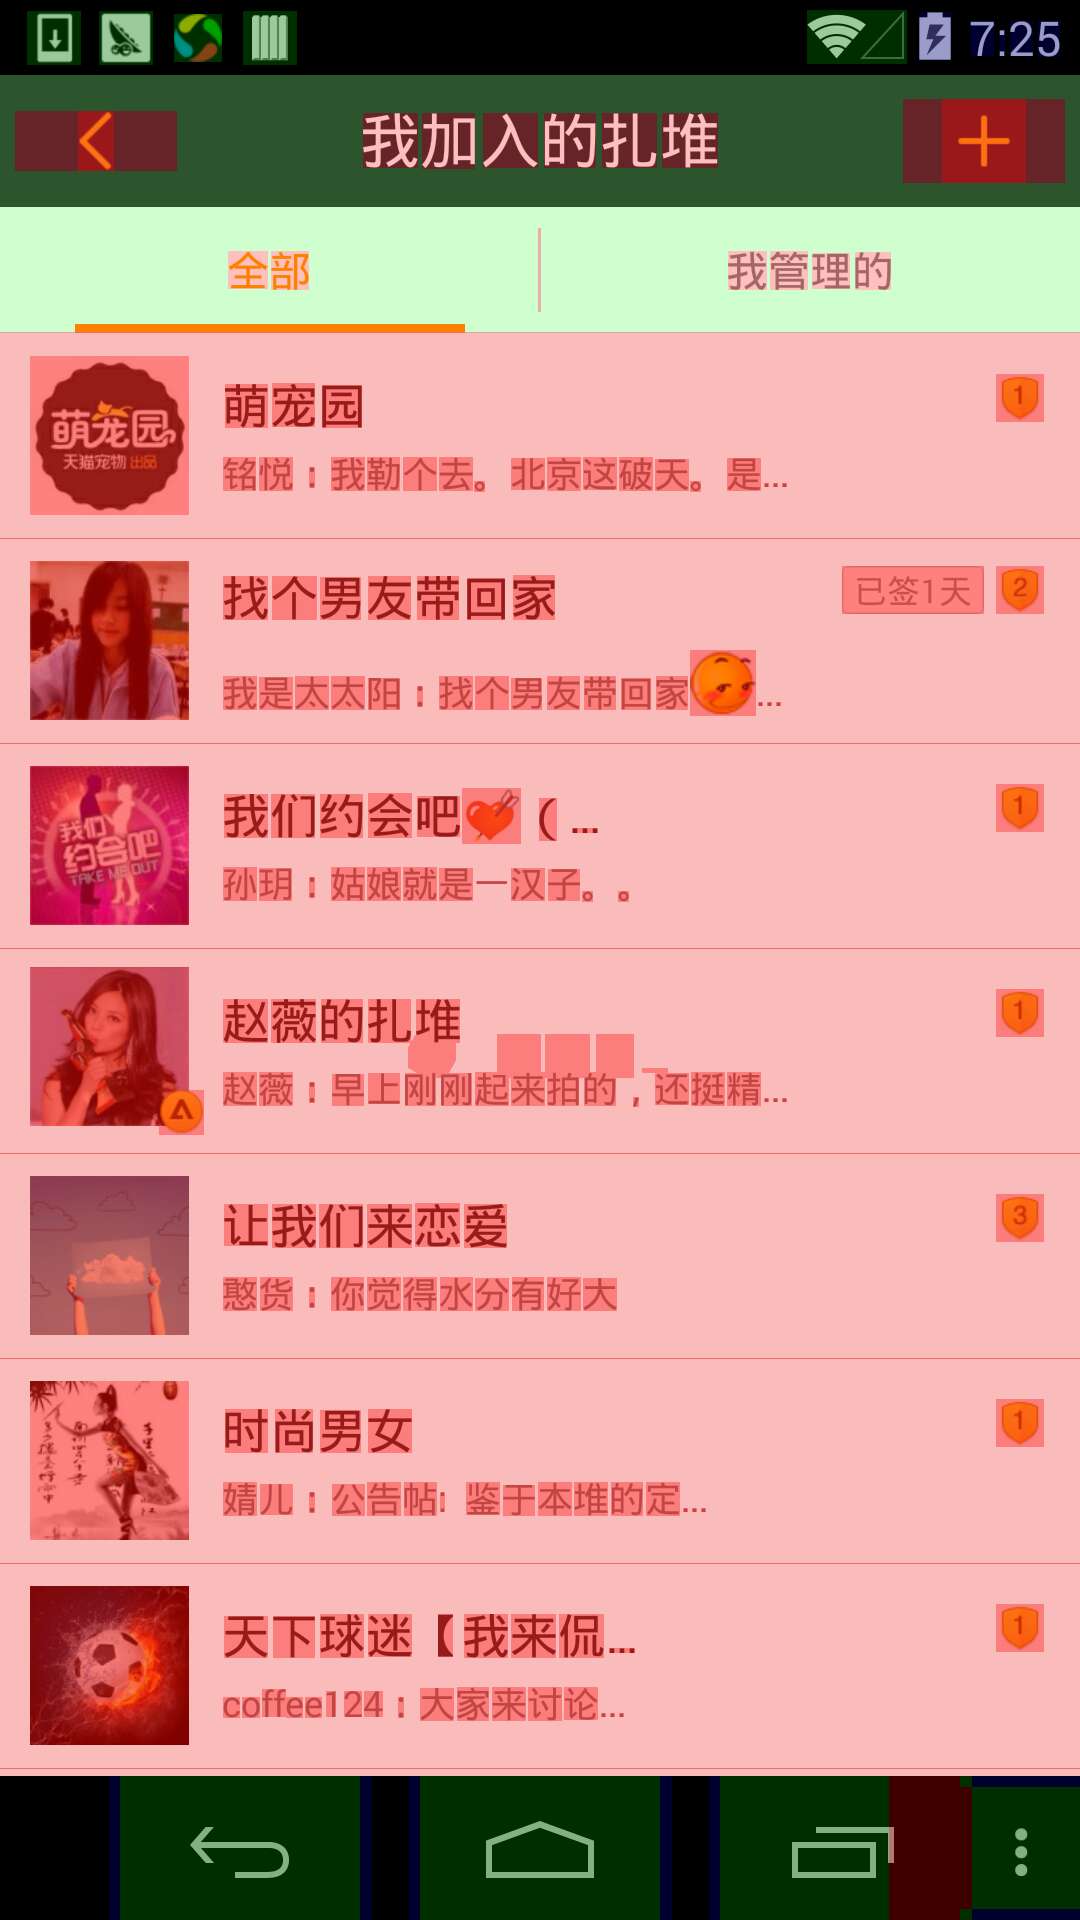 7:25
我加入的扎堆
全部
我管理的
萌宠园
天猫宠物 出品
萌宠园
1
铭悦：我勒个去。北京这破天。是...
找个男友带回家
已签1天
2
我是太太阳：找个男友带回家...
我们
约会吧
TAKE ME OUT
我们约会吧（...
1
孙玥：姑娘就是一汉子。。
赵薇的扎堆
1
赵薇：早上刚刚起来拍的，还挺精...
让我们来恋爱
3
憨货：你觉得水分有好大
时尚男女
1
婧儿：公告帖：鉴于本堆的定...
天下球迷【我来侃...
1
coffee124：大家来讨论...